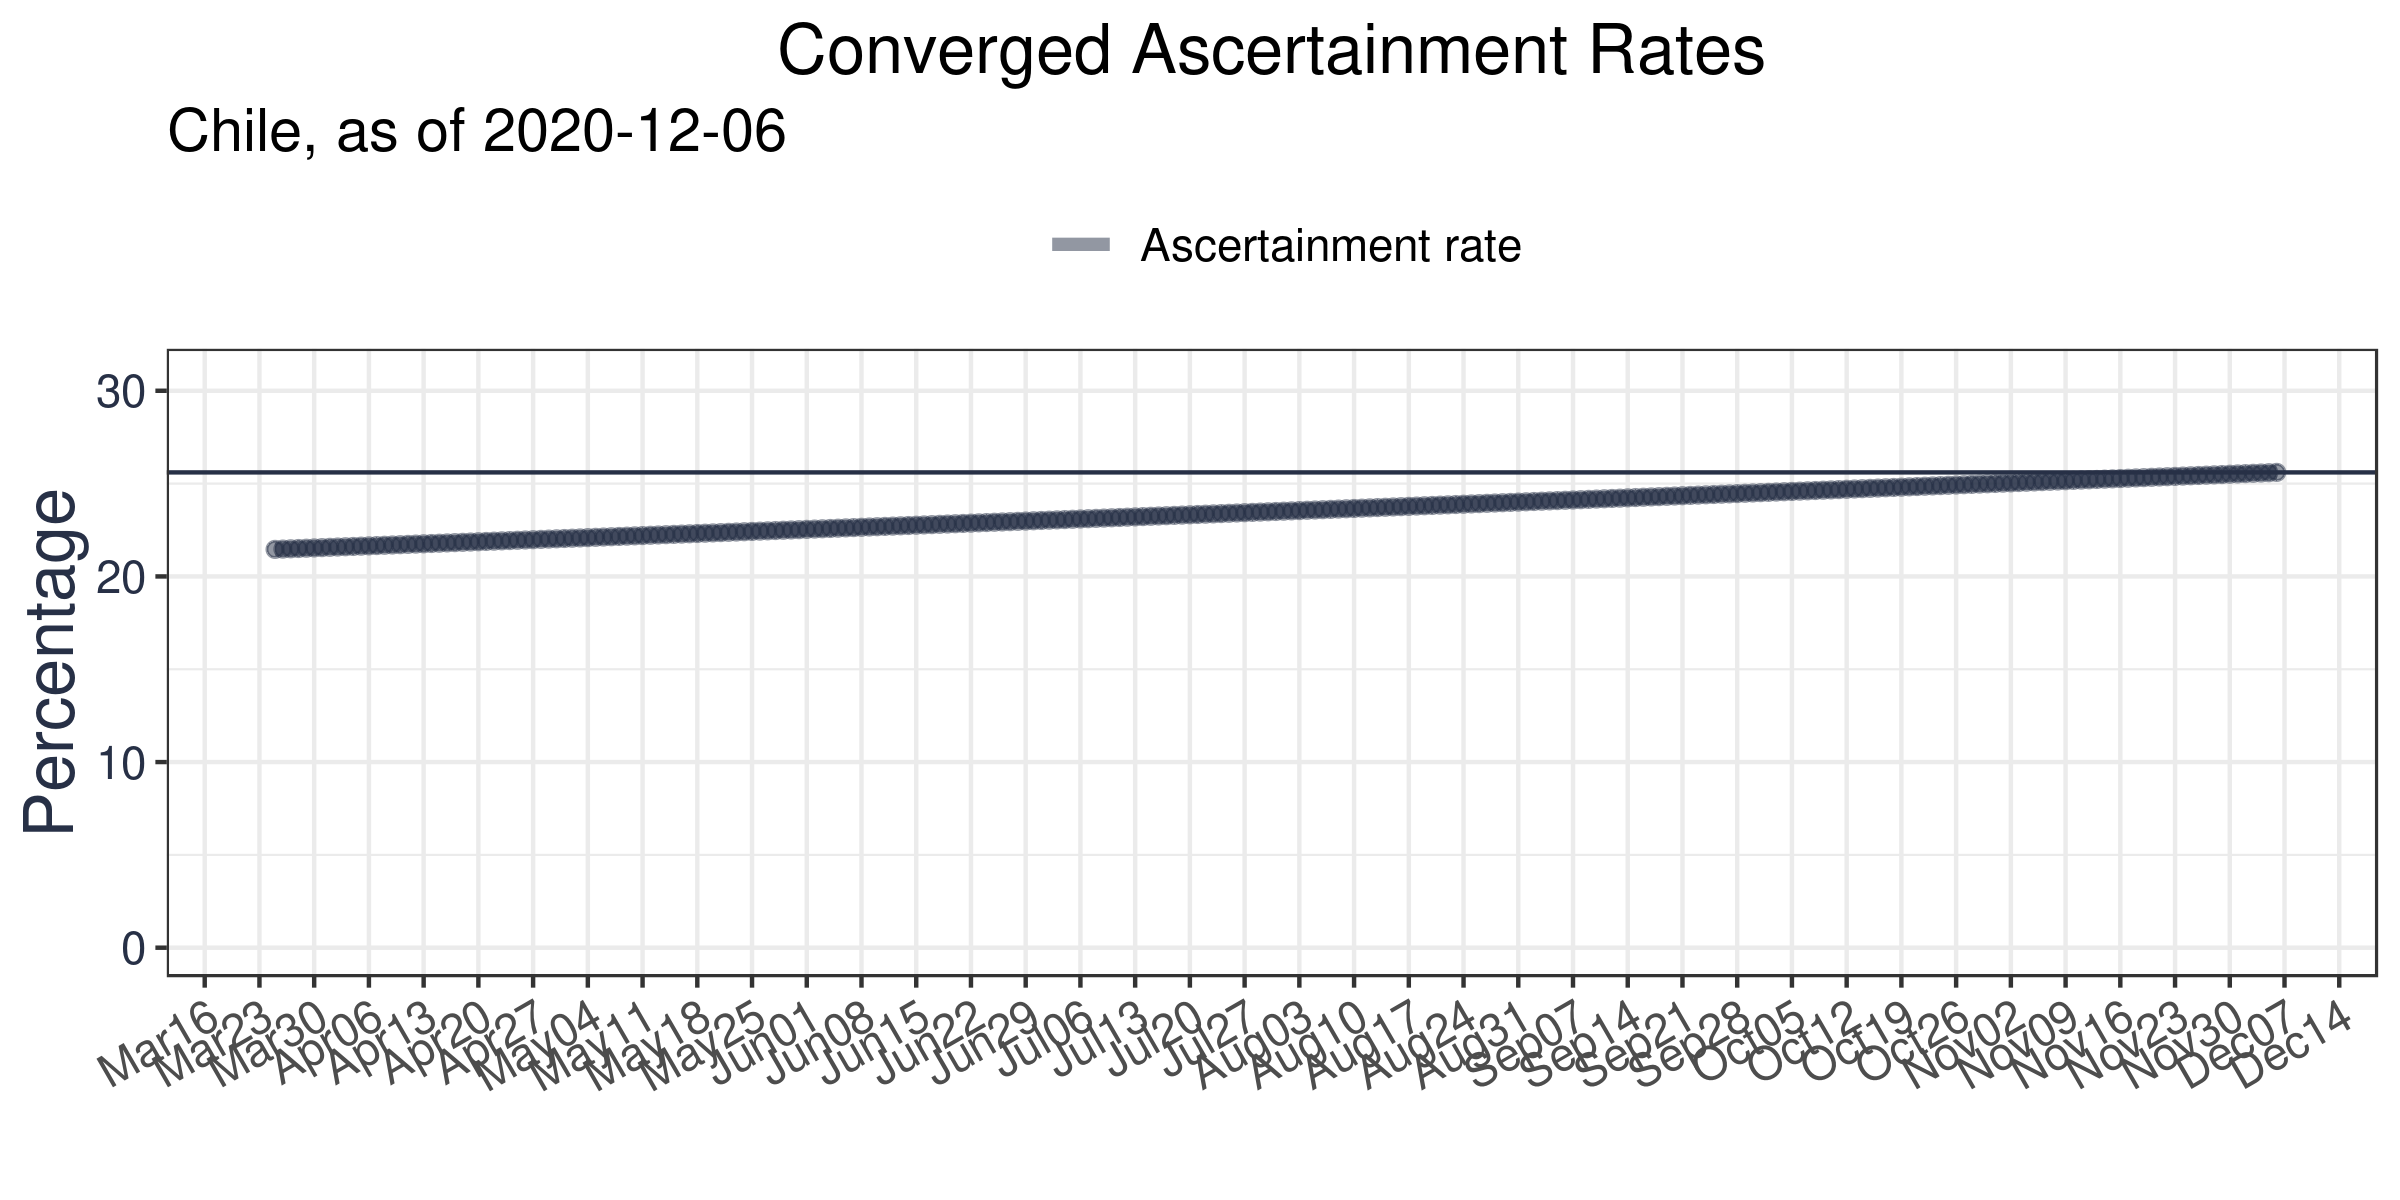 Converged Ascertainment Rates
Chile, as of 2020-12-06
Ascertainment rate
Percentage
30
20
10
0
Mar16 Mar23 Mar30 Apr06 Apr13 Apr20 Apr27 May04 May11 May18 May25 Jun01 Jun08 Jun15 Jun22 Jun29 Jul06 Jul13 Jul20 Jul27 Aug03 Aug10 Aug17 Aug24 Aug31 Sep07 Sep14 Sep21 Sep28 Oct05 Oct12 Oct19 Oct26 Nov02 Nov09 Nov16 Nov23 Nov30 Dec07 Dec14